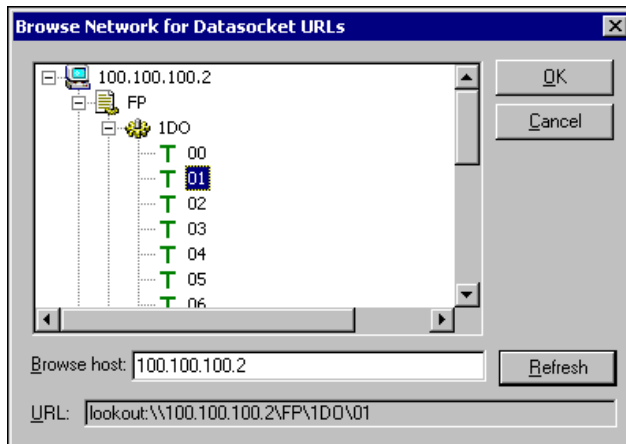 Browse Network for Datasocket URLs
100.100.100.2
OK
FP
Cancel
1DO
00
01
02
03
04
05
06
Browse host: 100.100.100.2
Refresh
URL: lookout:\\100.100.100.2\FP\1DO\01